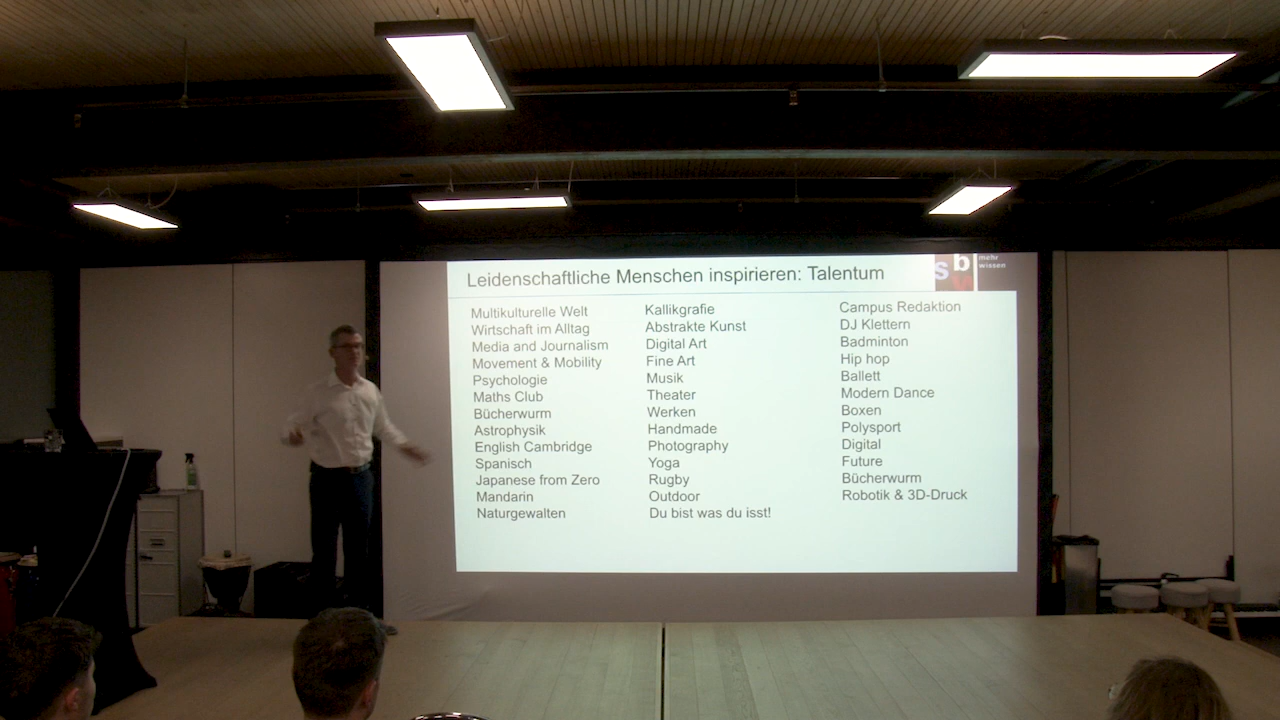 Leidenschaftliche Menschen inspirieren: Talentum
sbv
mehr
wissen
Multikulturelle Welt
Wirtschaft im Alltag
Media and Journalism
Movement & Mobility
Psychologie
Maths Club
Bücherwurm
Astrophysik
English Cambridge
Spanisch
Japanese from Zero
Mandarin
Naturgewalten
Kallikgrafie
Abstrakte Kunst
Digital Art
Fine Art
Musik
Theater
Werken
Handmade
Photography
Yoga
Rugby
Outdoor
Du bist was du isst!
Campus Redaktion
DJ Klettern
Badminton
Hip hop
Ballett
Modern Dance
Boxen
Polysport
Digital
Future
Bücherwurm
Robotik & 3D-Druck